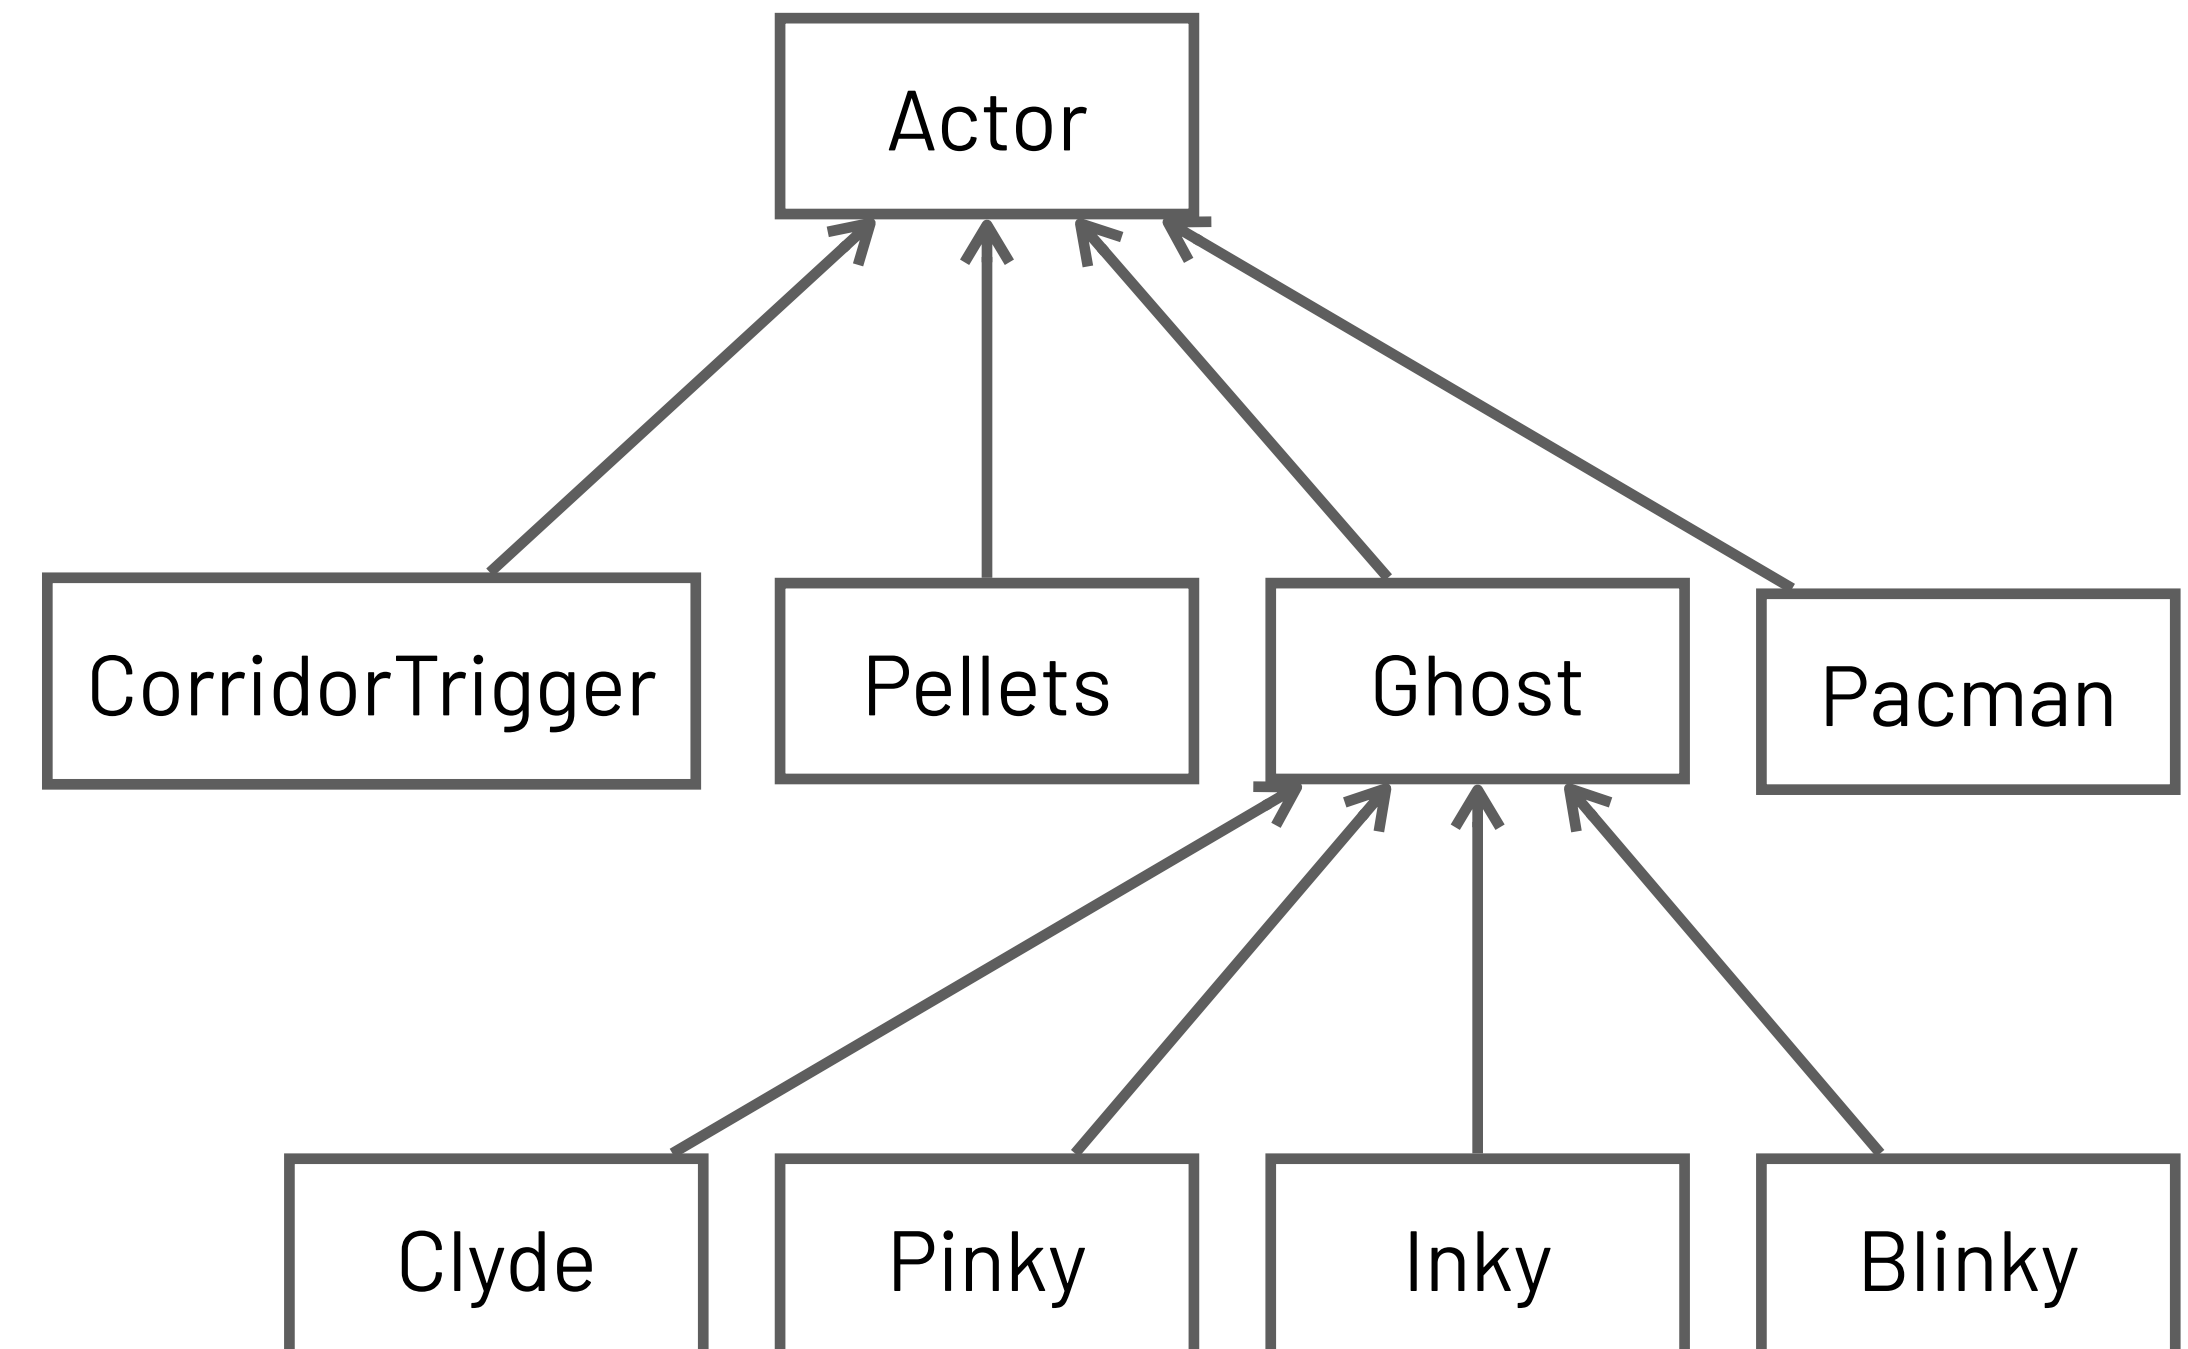 Actor
CorridorTrigger
Pellets
Ghost
Pacman
Clyde
Pinky
Inky
Blinky